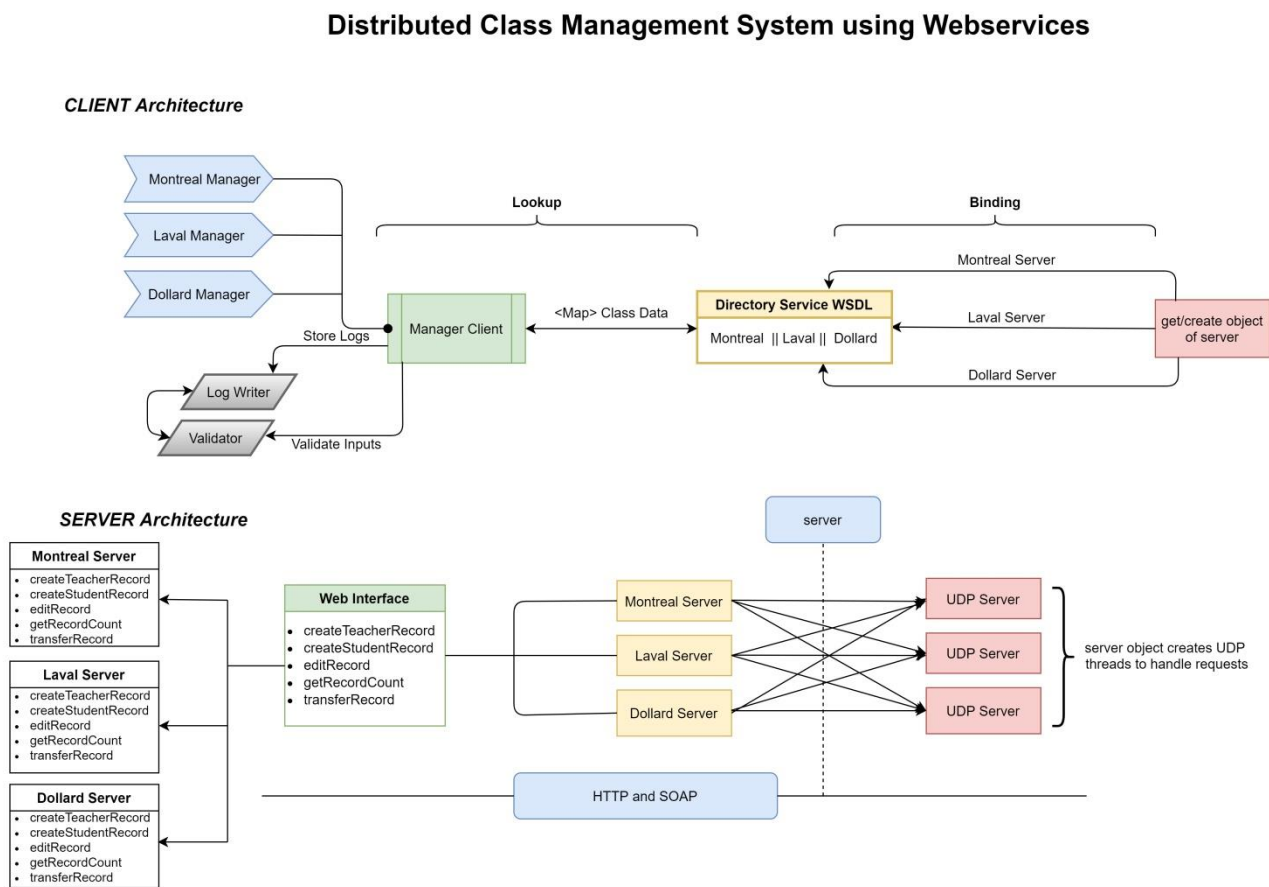 Distributed Class Management System using Webservices
CLIENT Architecture
Montreal Manager
Laval Manager
Dollard Manager
Lookup
Binding
Manager Client
Store Logs
Log Writer
Validator
Validate Inputs
<Map> Class Data
Directory Service WSDL
Montreal || Laval || Dollard
Montreal Server
Laval Server
Dollard Server
get/create object
of server
SERVER Architecture
Montreal Server
• createTeacherRecord
• createStudentRecord
• editRecord
• getRecordCount
• transferRecord
Laval Server
• createTeacherRecord
• createStudentRecord
• editRecord
• getRecordCount
• transferRecord
Dollard Server
• createTeacherRecord
• createStudentRecord
• editRecord
• getRecordCount
• transferRecord
Web Interface
• createTeacherRecord
• createStudentRecord
• editRecord
• getRecordCount
• transferRecord
Montreal Server
Laval Server
Dollard Server
server
UDP Server
UDP Server
UDP Server
server object creates UDP
threads to handle requests
HTTP and SOAP